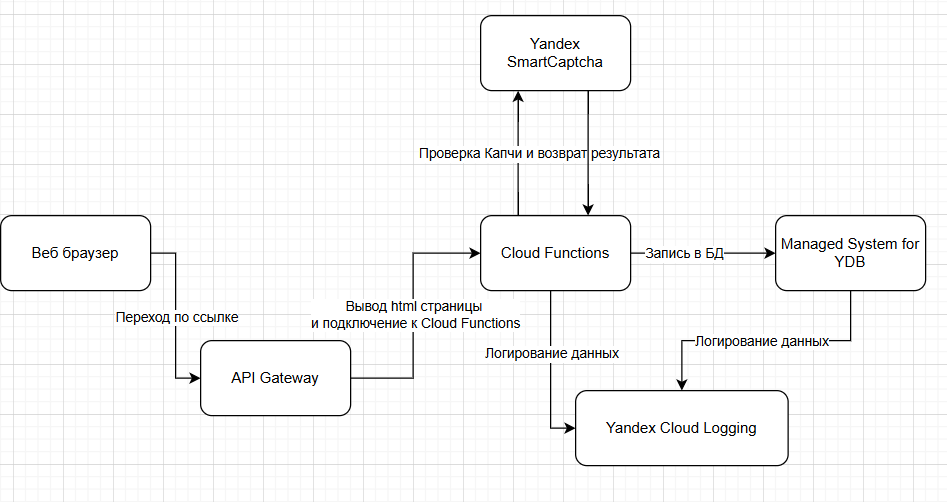 Yandex
SmartCaptcha
Проверка Капчи и возврат результата
Веб браузер
Cloud Functions
Запись в БД
Managed System for
YDB
Переход по ссылке
Вывод html страницы
и подключение к Cloud Functions
Логирование данных
Логирование данных
API Gateway
Yandex Cloud Logging